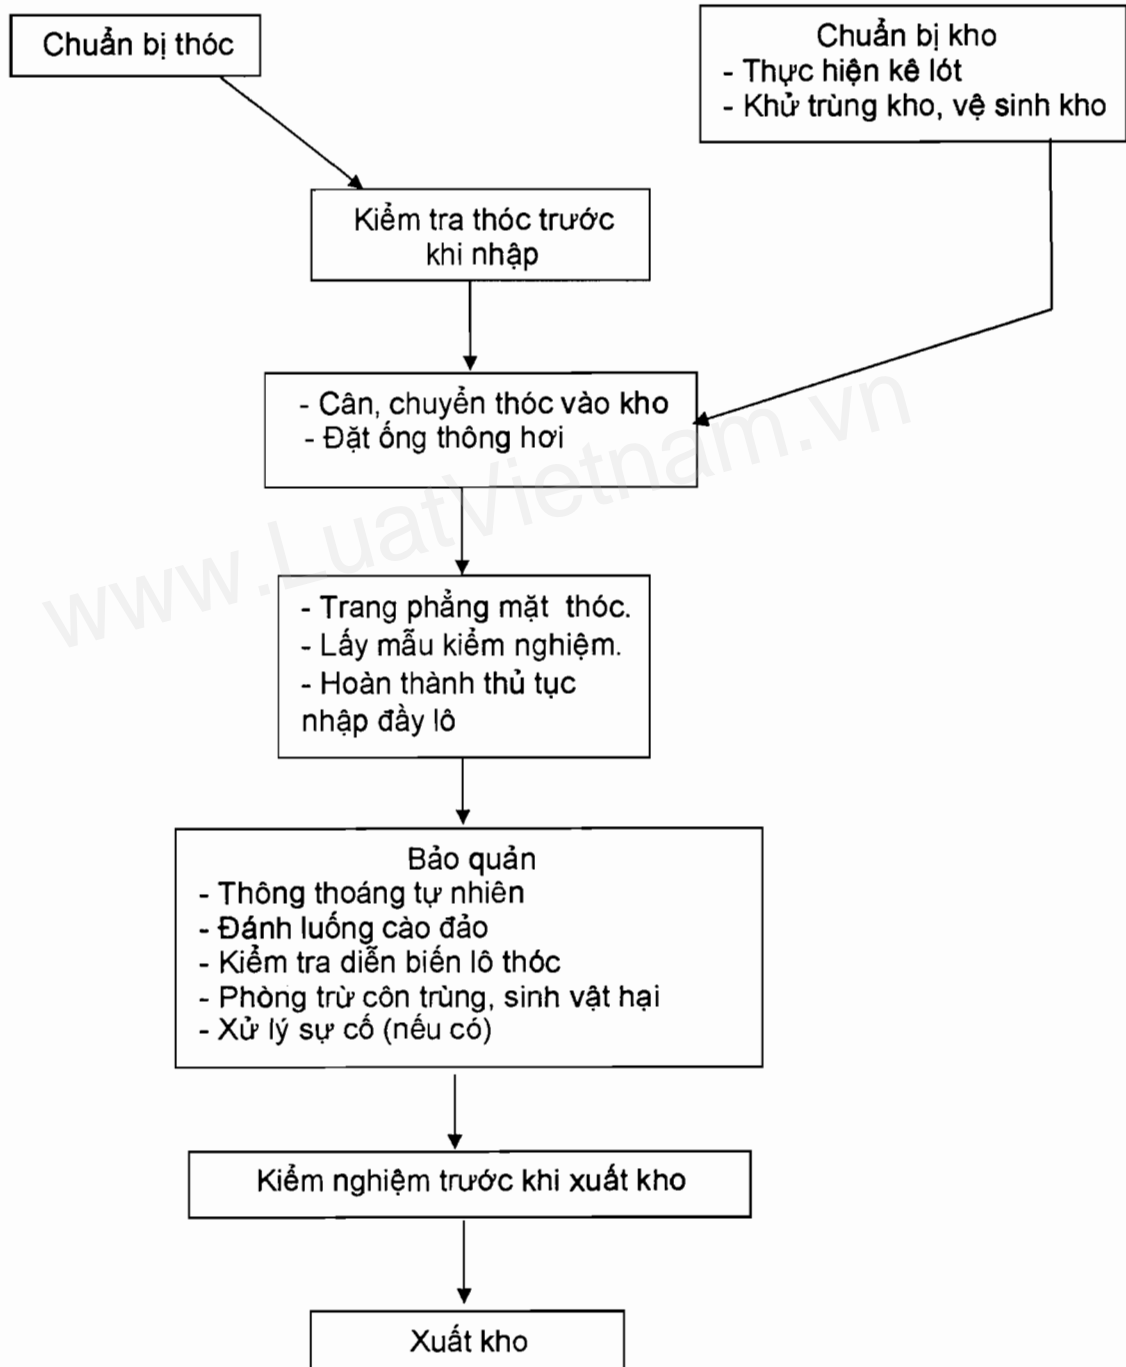 Chuẩn bị thóc
Chuẩn bị kho
- Thực hiện kê lót
- Khử trùng kho, vệ sinh kho
Kiểm tra thóc trước
khi nhập
- Cân, chuyển thóc vào kho
- Đặt ống thông hơi
- Trang phẳng mặt thóc.
- Lấy mẫu kiểm nghiệm.
- Hoàn thành thủ tục
nhập đầy lô
Bảo quản
- Thông thoáng tự nhiên
- Đánh luống cào đảo
- Kiểm tra diễn biến lô thóc
- Phòng trừ côn trùng, sinh vật hại
- Xử lý sự cố (nếu có)
Kiểm nghiệm trước khi xuất kho
Xuất kho
www.LuatVietnam.vn